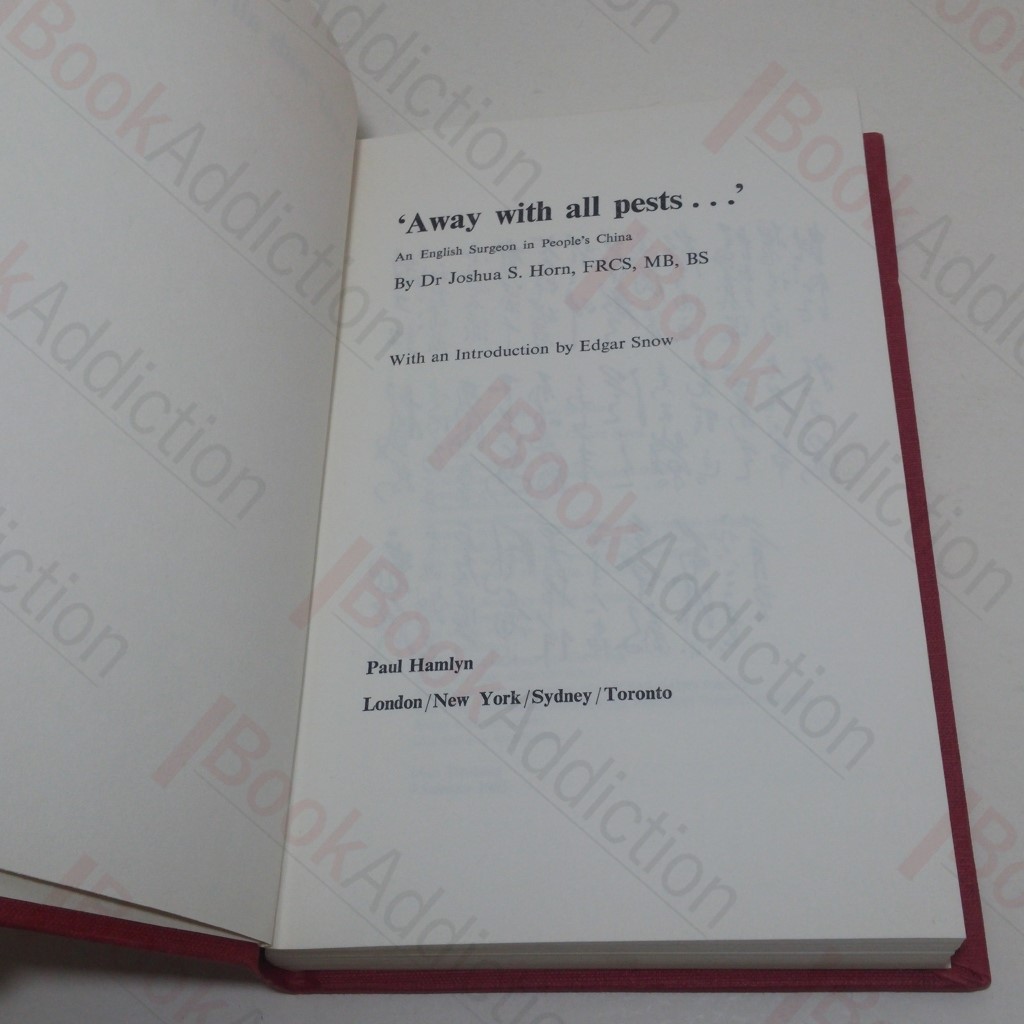 'Away with all pests . . .'
An English Surgeon in People's China
By Dr Joshua S. Horn, FRCS, MB, BS
With an Introduction by Edgar Snow
Paul Hamlyn
London/New York/Sydney/Toronto
BookAddiction